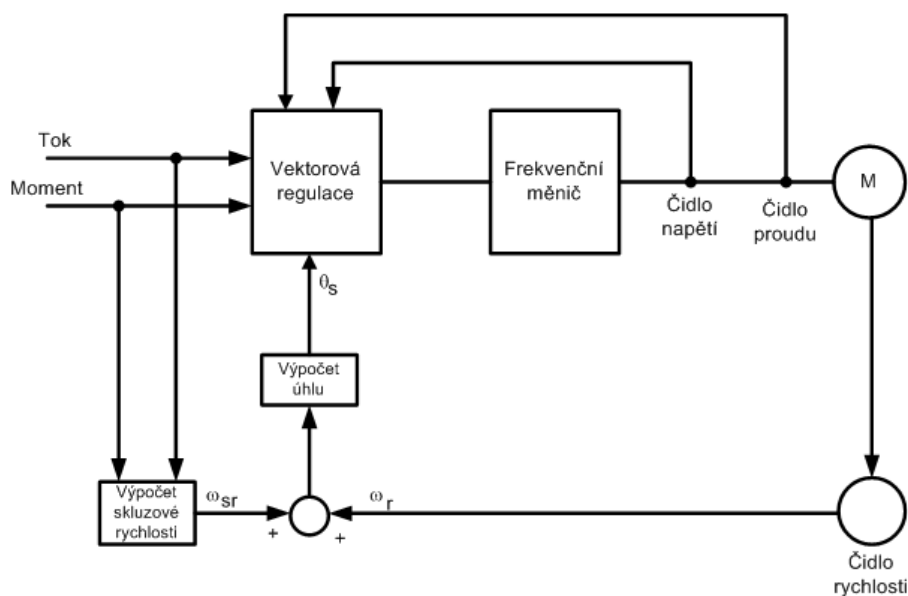 Tok
Moment
Vektorová
regulace
Frekvenční
měnič
M
Čidlo
napětí
Čidlo
proudu
θs
Výpočet
úhlu
Výpočet
skluzové
rychlosti
ωsr
+
+
ωr
Čidlo
rychlosti